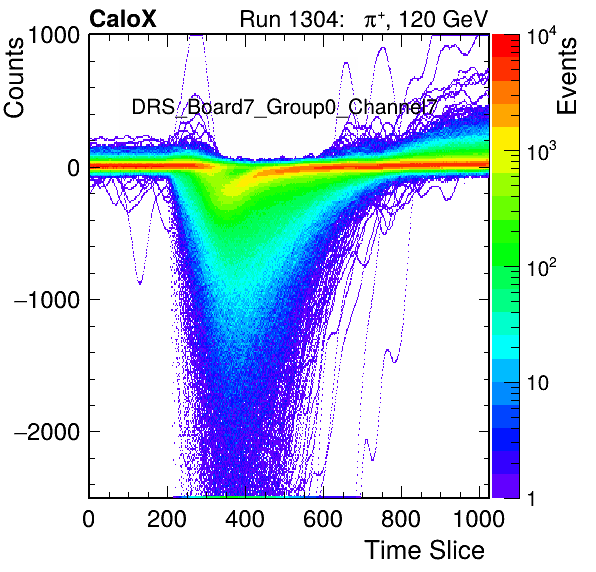 CaloX Run 1304: π⁺, 120 GeV
Counts
Events
DRS_Board7_Group0_Channel7
1000
0
−1000
−2000
0 200 400 600 800 1000
Time Slice
10⁴
10³
10²
10
1